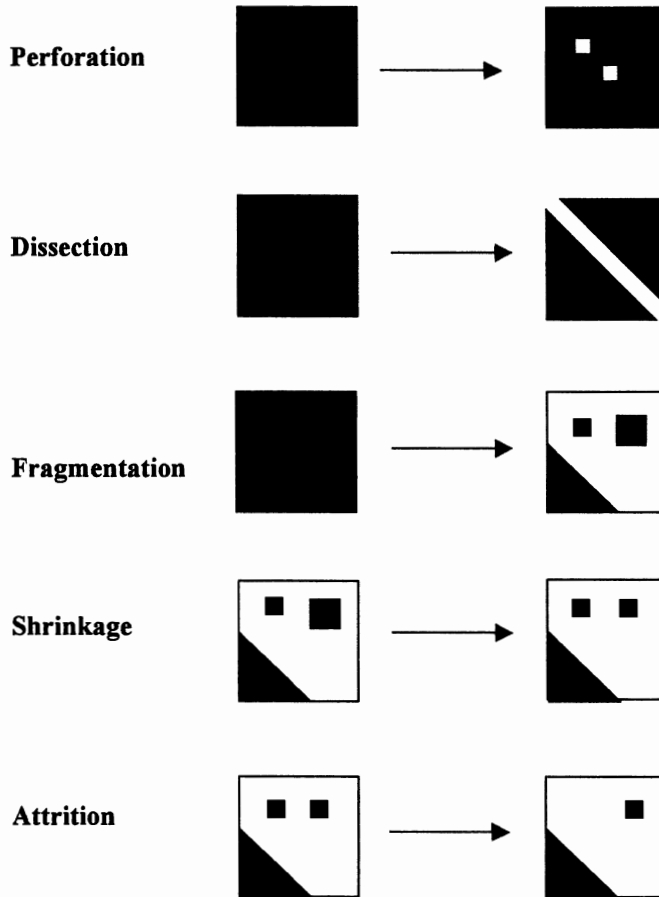 Perforation
Dissection
Fragmentation
Shrinkage
Attrition